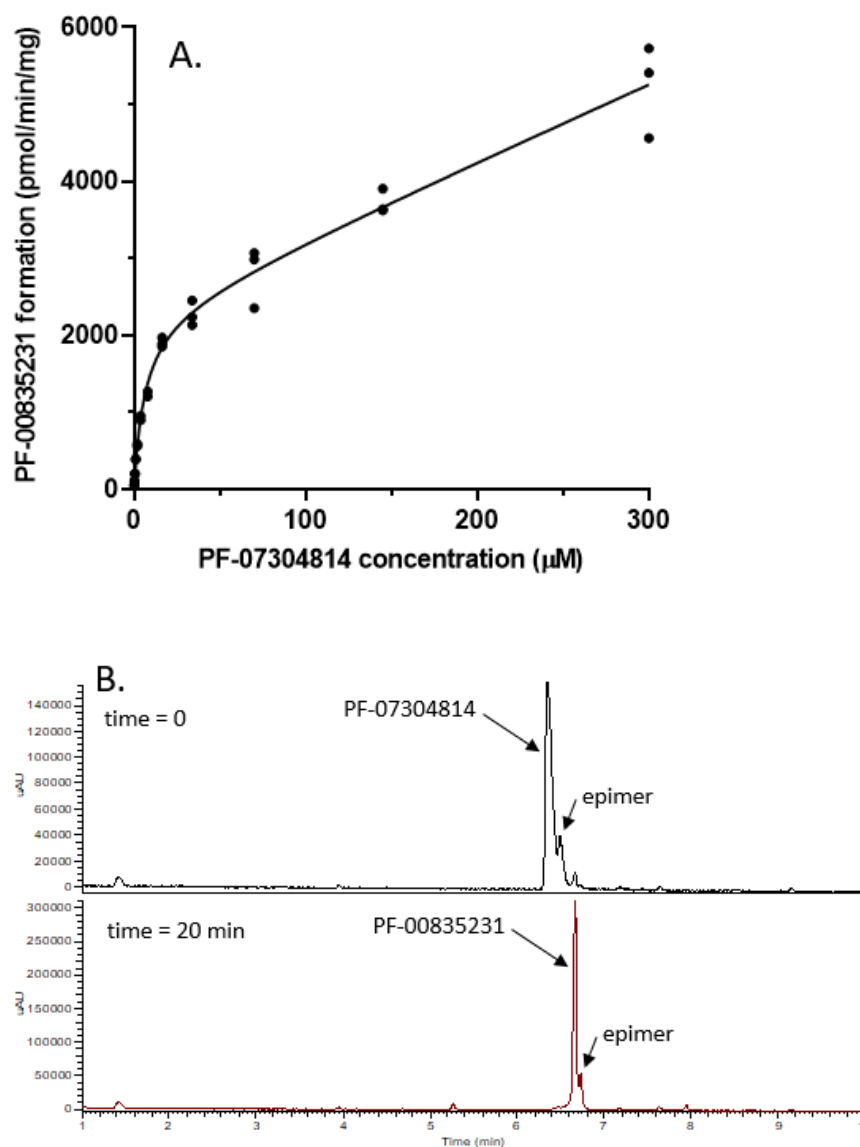 A.
6000
4000
2000
0
PF-00835231 formation (pmol/min/mg)
0
100
200
300
PF-07304814 concentration (μM)
B.
time = 0
PF-07304814
epimer
140000
120000
100000
80000
60000
40000
20000
0
uAU
time = 20 min
PF-00835231
epimer
300000
250000
200000
150000
100000
50000
0
uAU
1
2
3
4
5
6
7
8
9
Time (min)